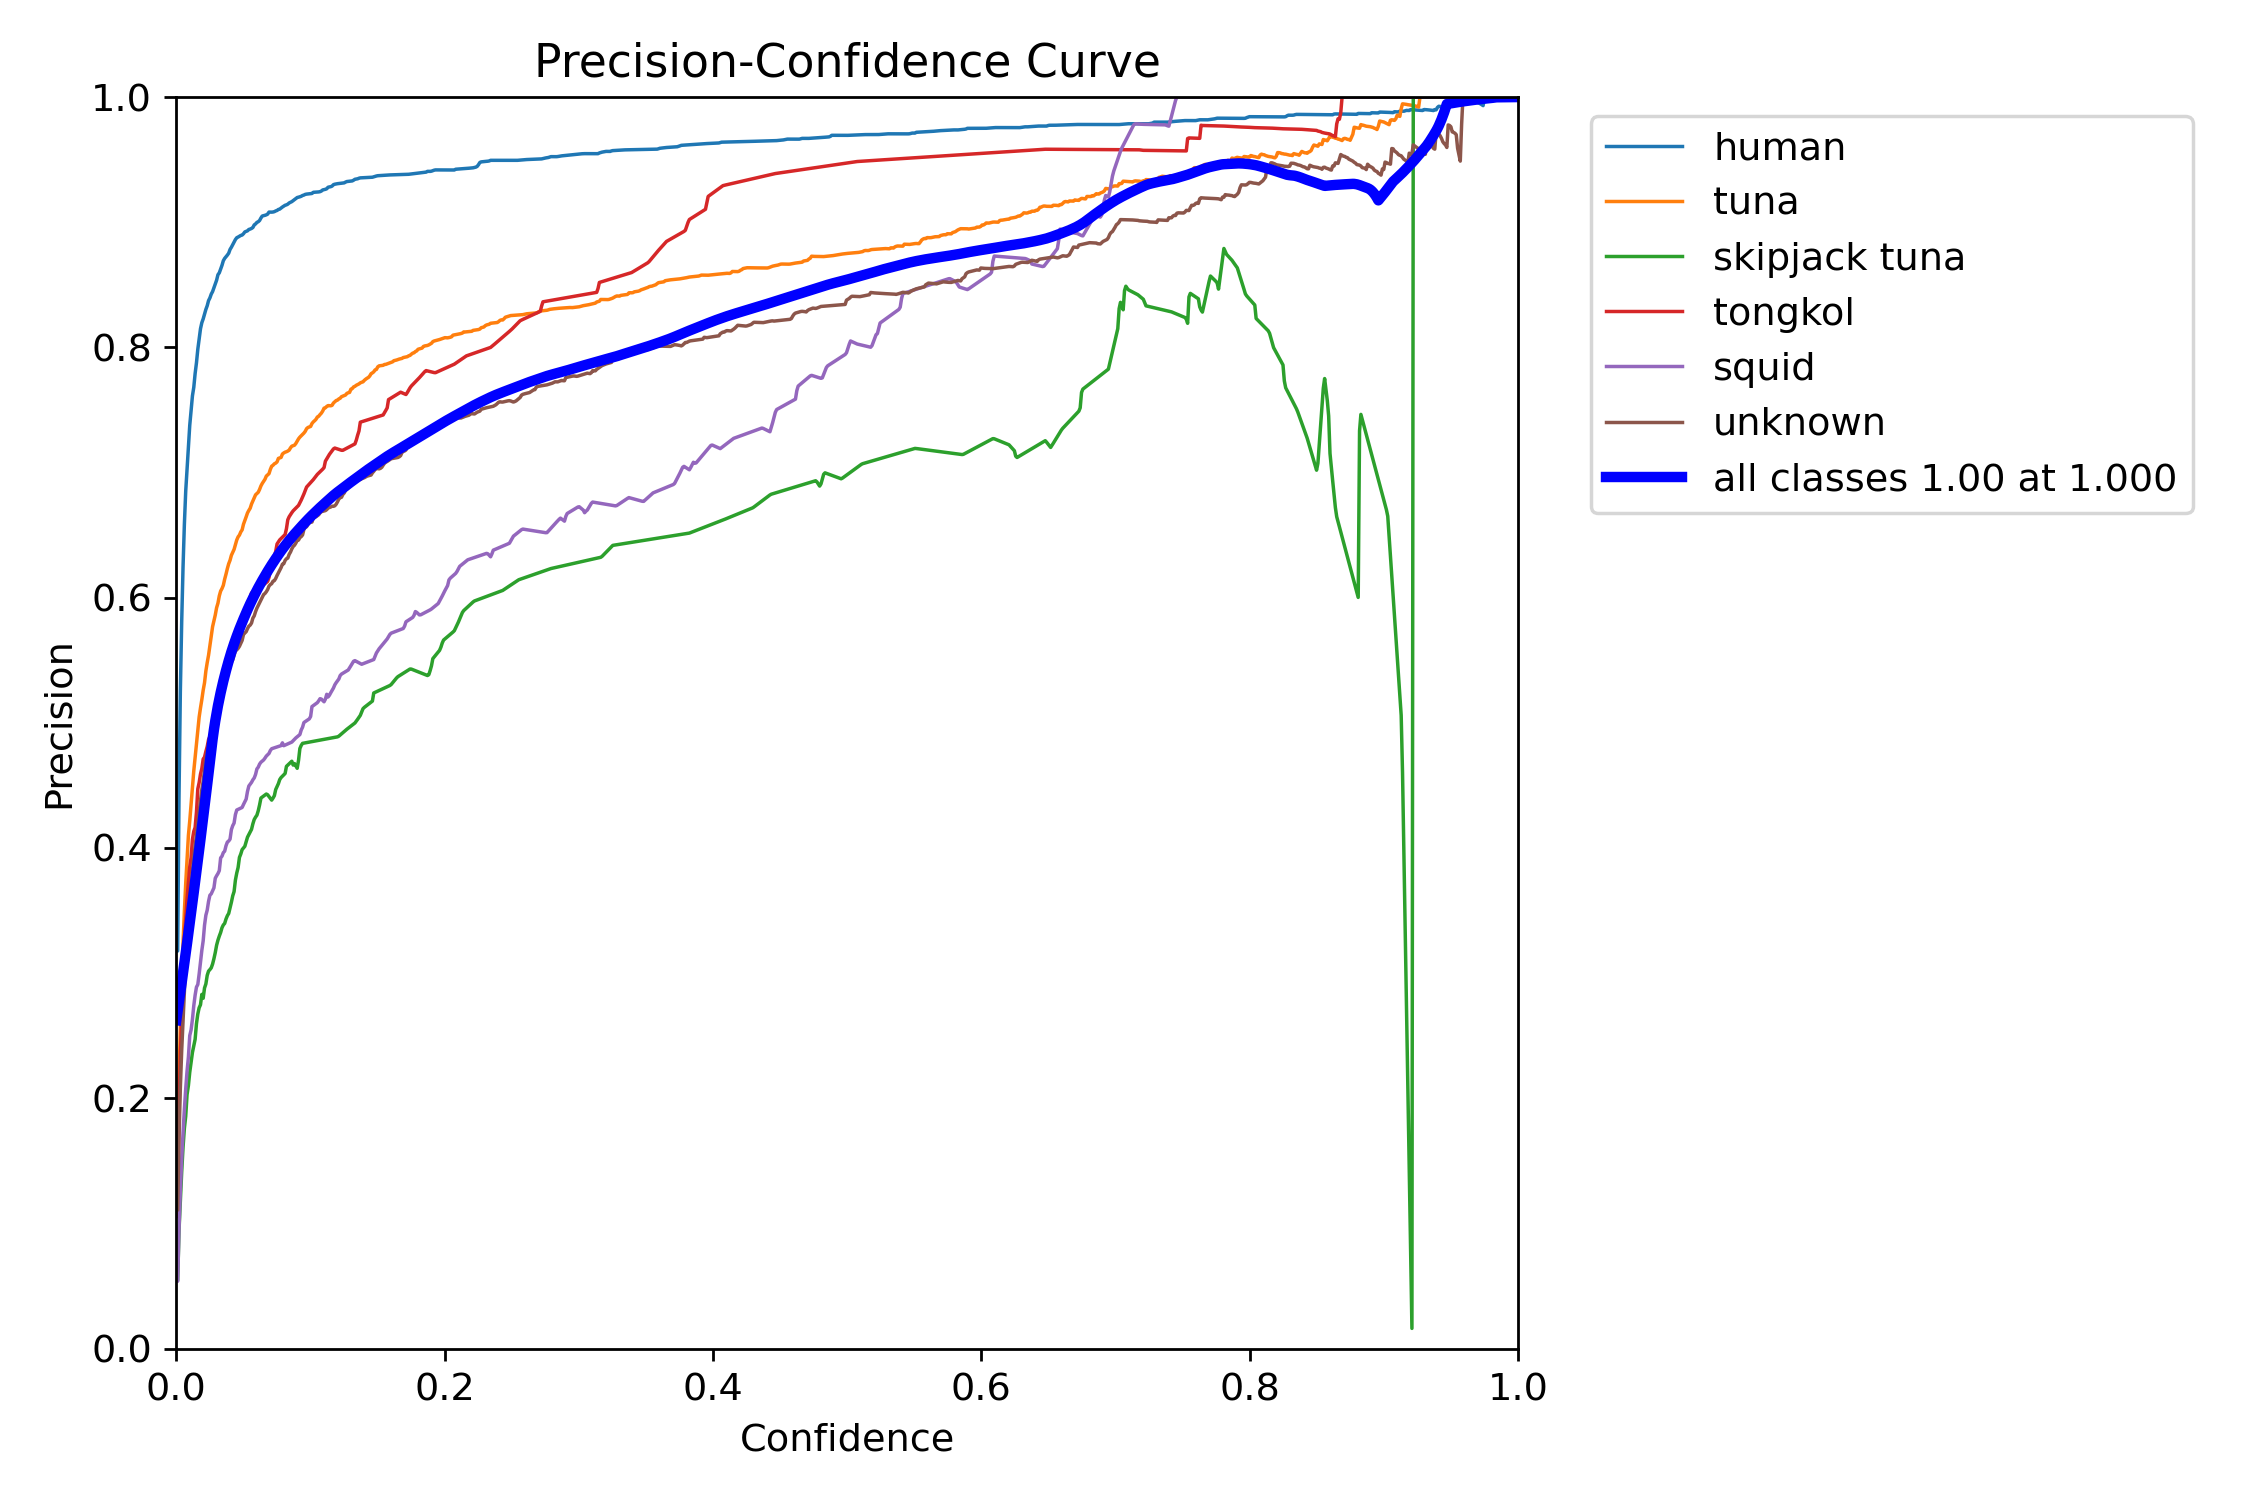 Precision-Confidence Curve
1.0
0.8
0.6
0.4
0.2
0.0
Precision
0.0 0.2 0.4 0.6 0.8 1.0
Confidence
human
tuna
skipjack tuna
tongkol
squid
unknown
all classes 1.00 at 1.000